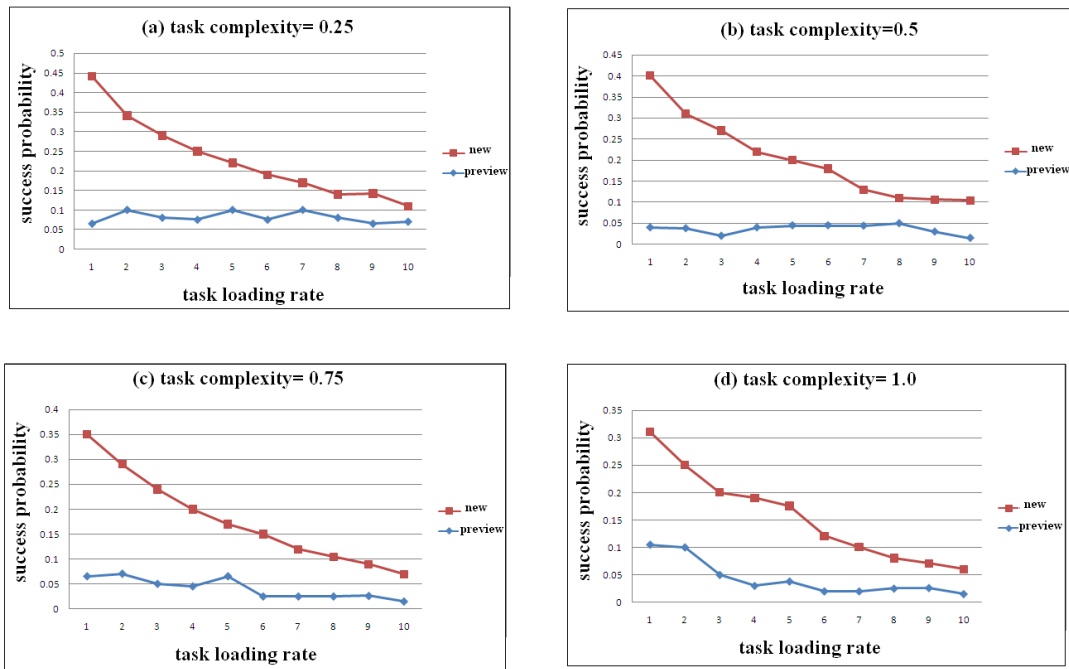 (a) task complexity= 0.25
success probability
0.5
0.45
0.4
0.35
0.3
0.25
0.2
0.15
0.1
0.05
0
1 2 3 4 5 6 7 8 9 10
task loading rate
new
preview
(b) task complexity=0.5
success probability
0.45
0.4
0.35
0.3
0.25
0.2
0.15
0.1
0.05
0
1 2 3 4 5 6 7 8 9 10
task loading rate
new
preview
(c) task complexity= 0.75
success probability
0.4
0.35
0.3
0.25
0.2
0.15
0.1
0.05
0
1 2 3 4 5 6 7 8 9 10
task loading rate
new
preview
(d) task complexity= 1.0
success probability
0.35
0.3
0.25
0.2
0.15
0.1
0.05
0
1 2 3 4 5 6 7 8 9 10
task loading rate
new
preview